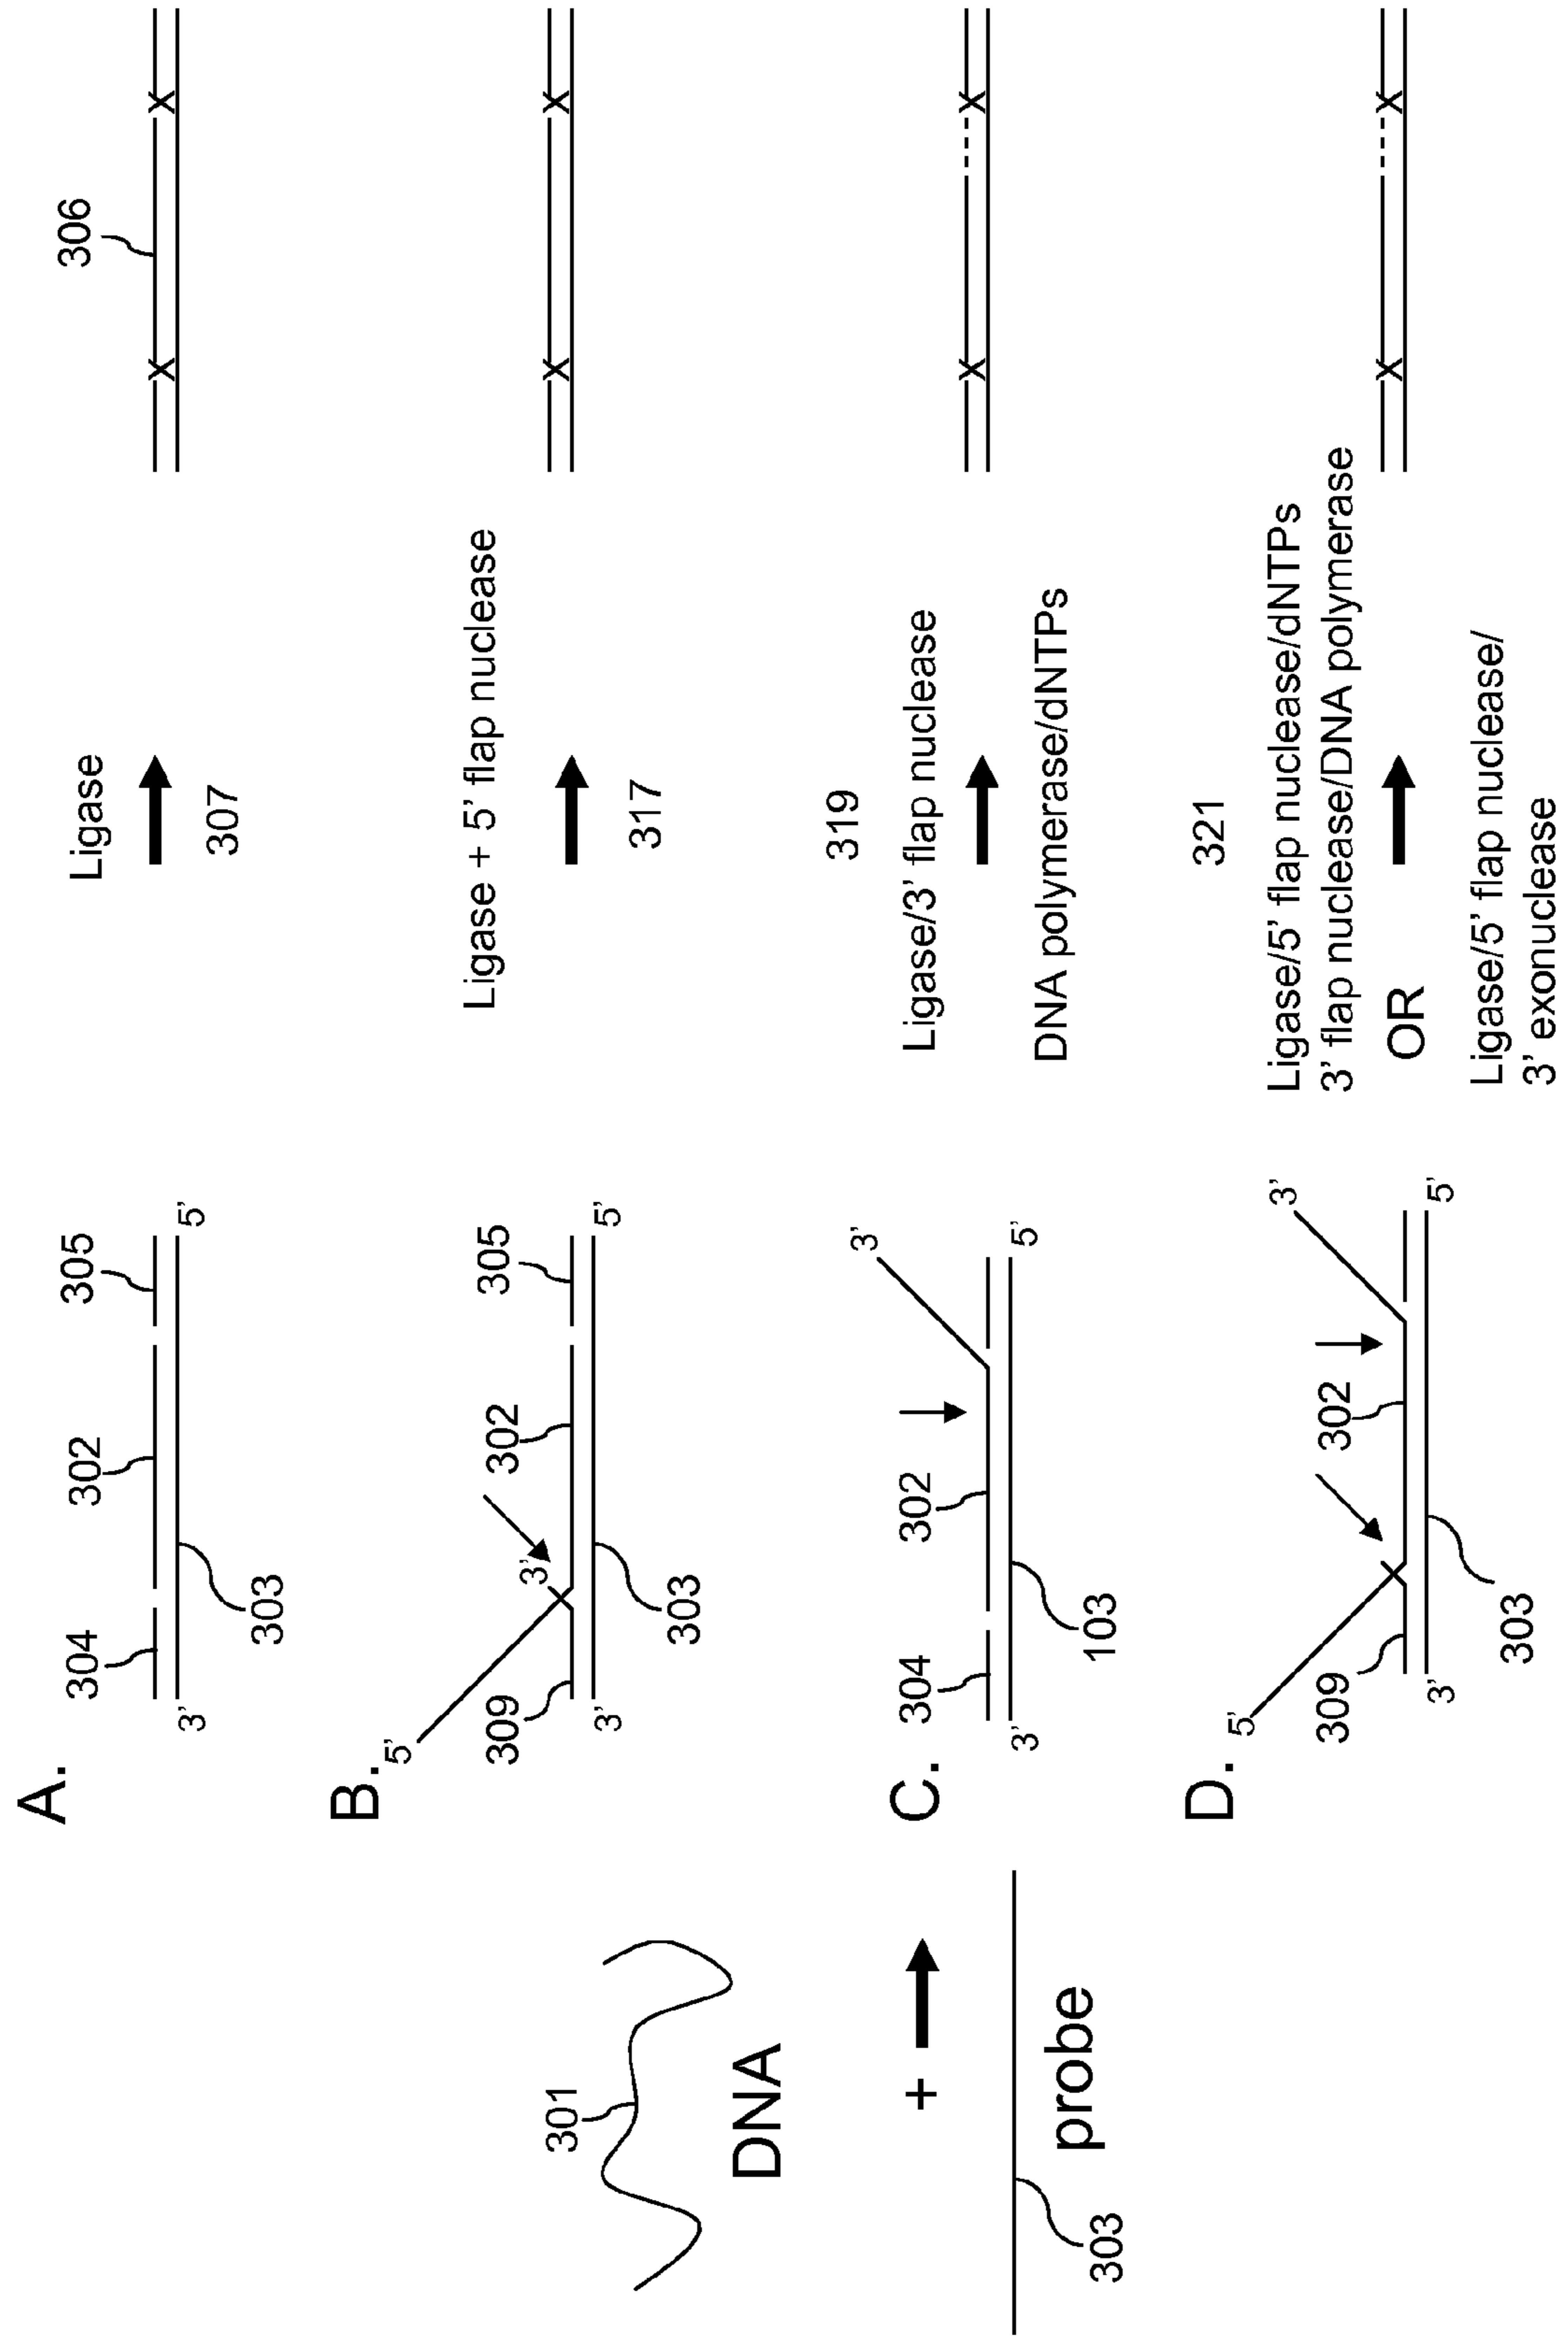 301
DNA
+
303
probe
A.
304
302
305
3'
5'
303
Ligase
307
306
X
X
B.
5'
309
3'
302
305
3'
5'
303
Ligase + 5' flap nuclease
317
X
X
C.
304
302
3'
3'
5'
103
319
Ligase/3' flap nuclease
DNA polymerase/dNTPs
X
X
D.
5'
309
302
3'
3'
5'
303
321
Ligase/5' flap nuclease/dNTPs
3' flap nuclease/DNA polymerase
OR
Ligase/5' flap nuclease/
3' exonuclease
X
X